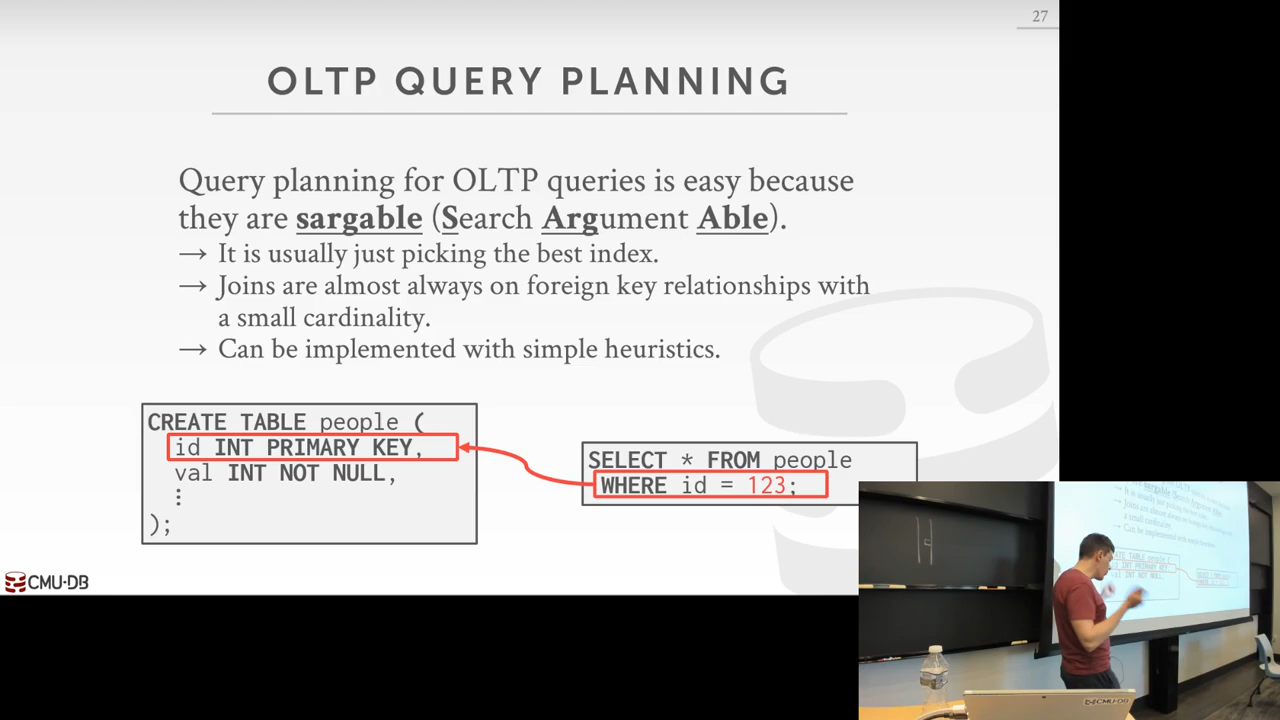 27
OLTP QUERY PLANNING
Query planning for OLTP queries is easy because
they are sargable (Search Argument Able).
→ It is usually just picking the best index.
→ Joins are almost always on foreign key relationships with
a small cardinality.
→ Can be implemented with simple heuristics.
CREATE TABLE people (
id INT PRIMARY KEY,
val INT NOT NULL,
⋮
);
SELECT * FROM people
WHERE id = 123;
CMU·DB
CMU·DB